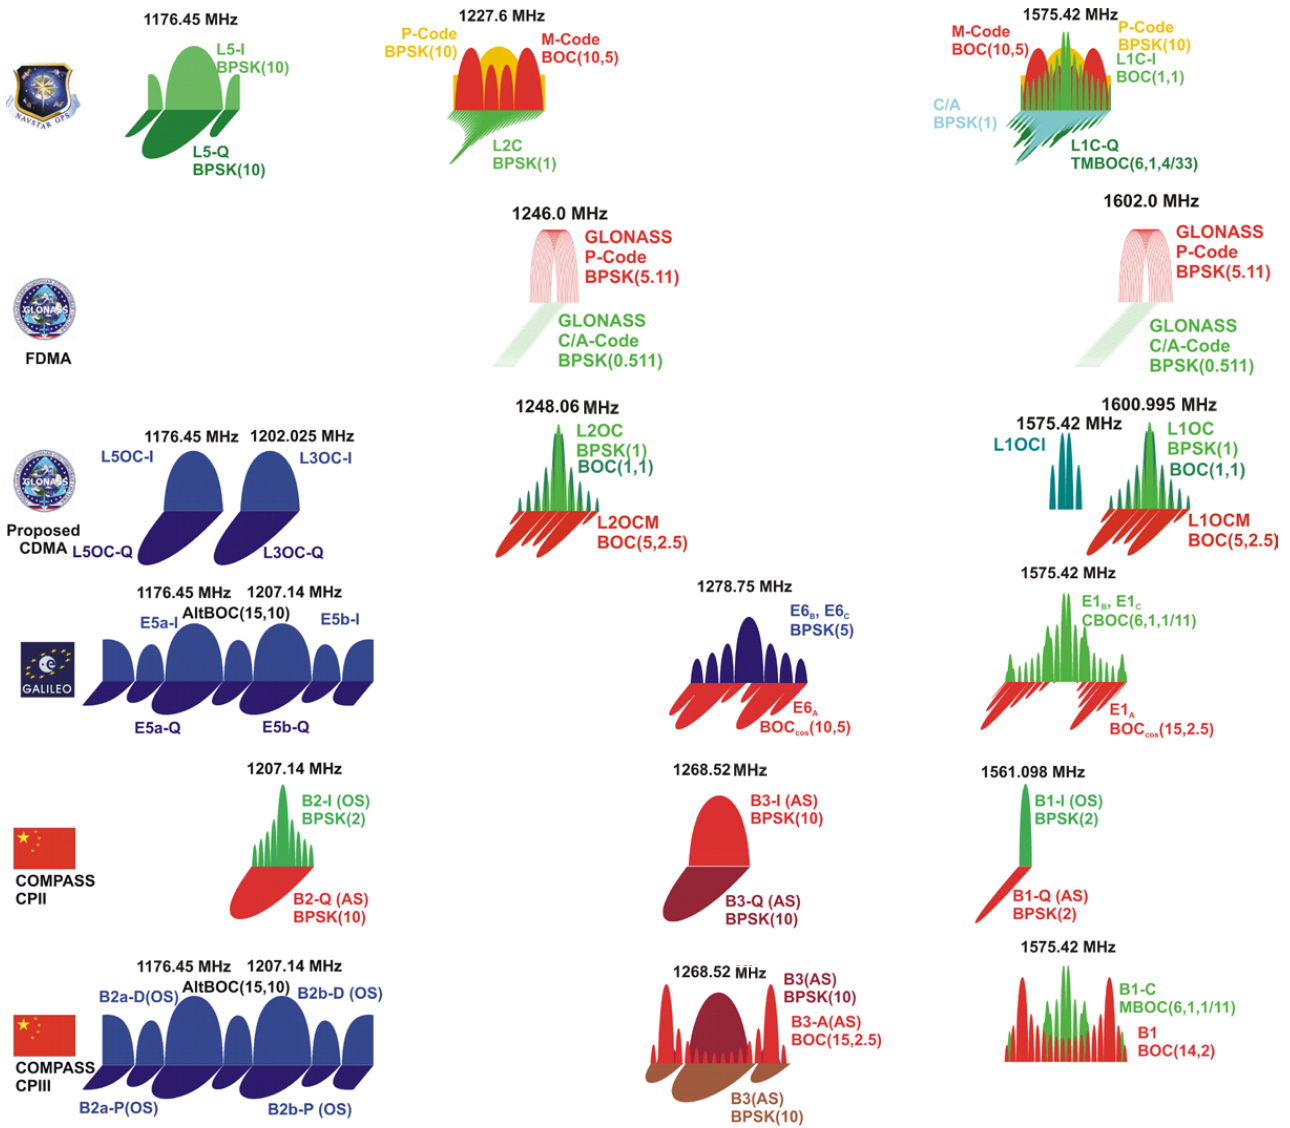 1176.45 MHz
L5-I
BPSK(10)
L5-Q
BPSK(10)
1227.6 MHz
P-Code
BPSK(10)
M-Code
BOC(10,5)
L2C
BPSK(1)
1575.42 MHz
M-Code
BOC(10,5)
P-Code
BPSK(10)
L1C-I
BOC(1,1)
C/A
BPSK(1)
L1C-Q
TMBOC(6,1,4/33)
NAVSTAR GPS
1246.0 MHz
GLONASS
P-Code
BPSK(5.11)
GLONASS
C/A-Code
BPSK(0.511)
1602.0 MHz
GLONASS
P-Code
BPSK(5.11)
GLONASS
C/A-Code
BPSK(0.511)
GLONASS
FDMA
1176.45 MHz
1202.025 MHz
L5OC-I
L3OC-I
L5OC-Q
L3OC-Q
1248.06 MHz
L2OC
BPSK(1)
BOC(1,1)
L2OCM
BOC(5,2.5)
1575.42 MHz
L1OCI
1600.995 MHz
L1OC
BPSK(1)
BOC(1,1)
L1OCM
BOC(5,2.5)
GLONASS
Proposed
CDMA
1176.45 MHz
1207.14 MHz
AltBOC(15,10)
E5a-I
E5b-I
E5a-Q
E5b-Q
1278.75 MHz
E6B, E6C
BPSK(5)
E6A
BOCcos(10,5)
1575.42 MHz
E1B, E1C
CBOC(6,1,1/11)
E1A
BOCcos(15,2.5)
GALILEO
1207.14 MHz
B2-I (OS)
BPSK(2)
B2-Q (AS)
BPSK(10)
1268.52 MHz
B3-I (AS)
BPSK(10)
B3-Q (AS)
BPSK(10)
1561.098 MHz
B1-I (OS)
BPSK(2)
B1-Q (AS)
BPSK(2)
COMPASS
CPII
1176.45 MHz
1207.14 MHz
AltBOC(15,10)
B2a-D(OS)
B2b-D (OS)
B2a-P(OS)
B2b-P (OS)
1268.52 MHz
B3(AS)
BPSK(10)
B3-A(AS)
BOC(15,2.5)
B3(AS)
BPSK(10)
1575.42 MHz
B1-C
MBOC(6,1,1/11)
B1
BOC(14,2)
COMPASS
CPIII